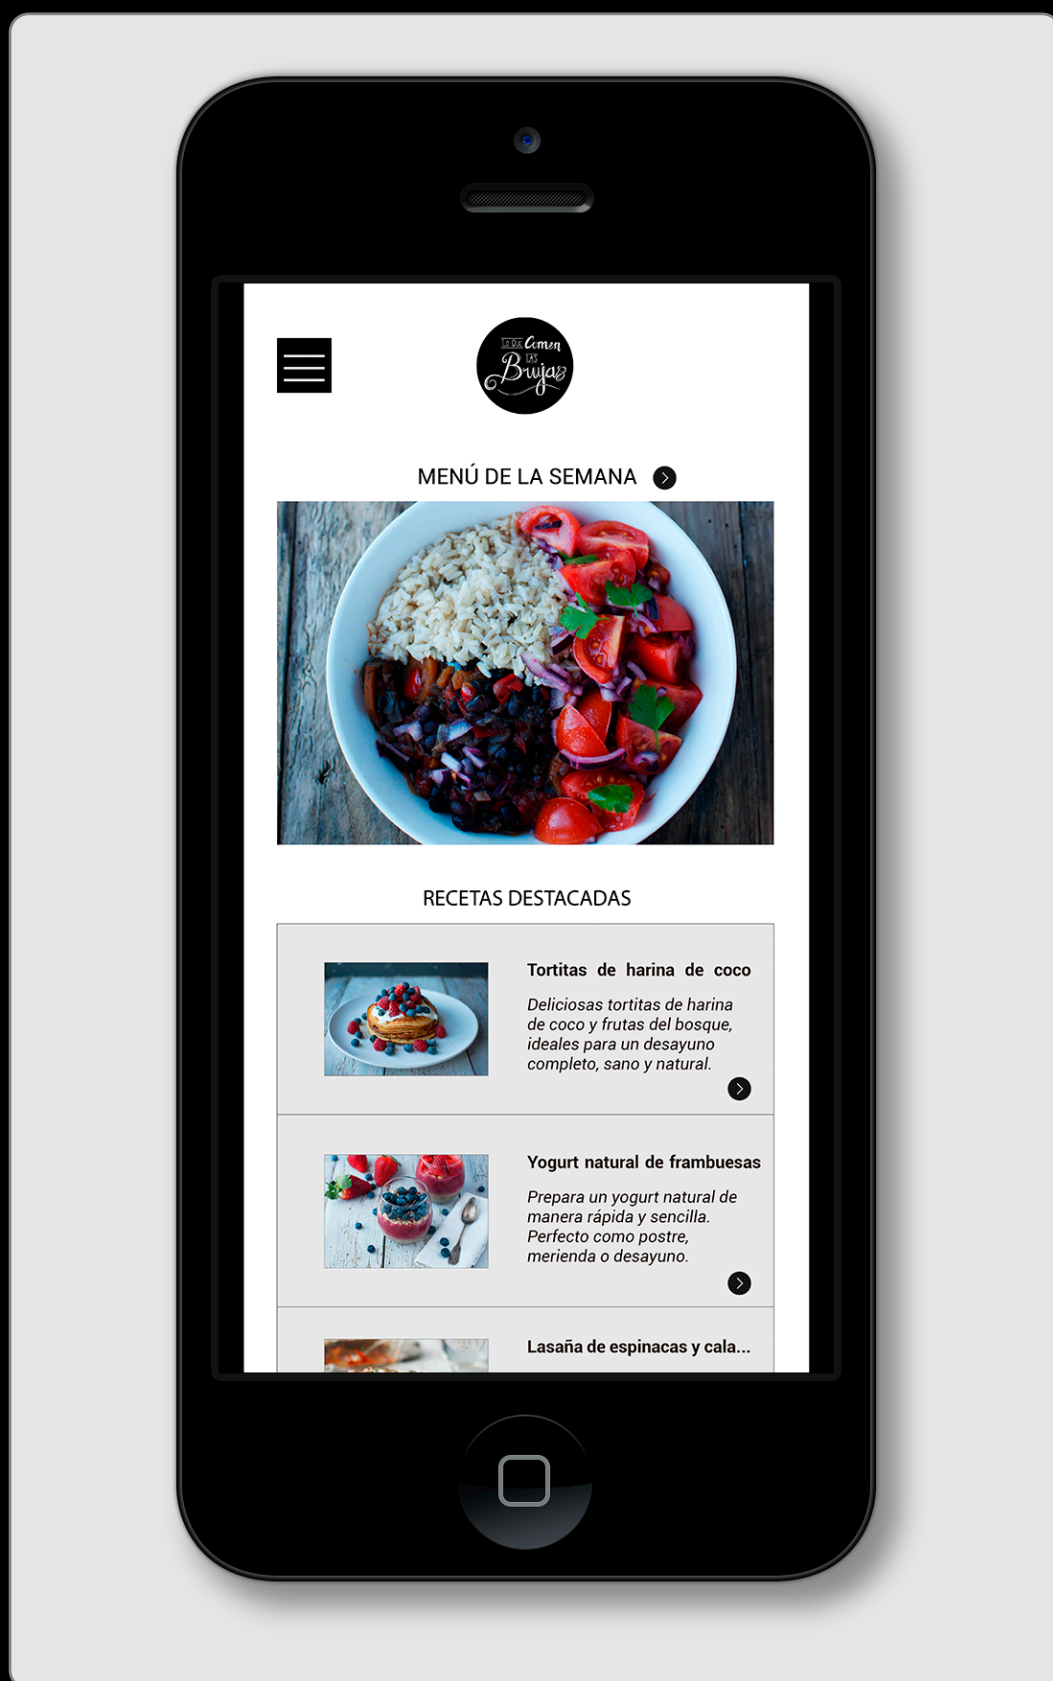 Lo Que Comen
LAS
Brujas
MENÚ DE LA SEMANA
RECETAS DESTACADAS
Tortitas de harina de coco
Deliciosas tortitas de harina
de coco y frutas del bosque,
ideales para un desayuno
completo, sano y natural.
Yogurt natural de frambuesas
Prepara un yogurt natural de
manera rápida y sencilla.
Perfecto como postre,
merienda o desayuno.
Lasaña de espinacas y cala...